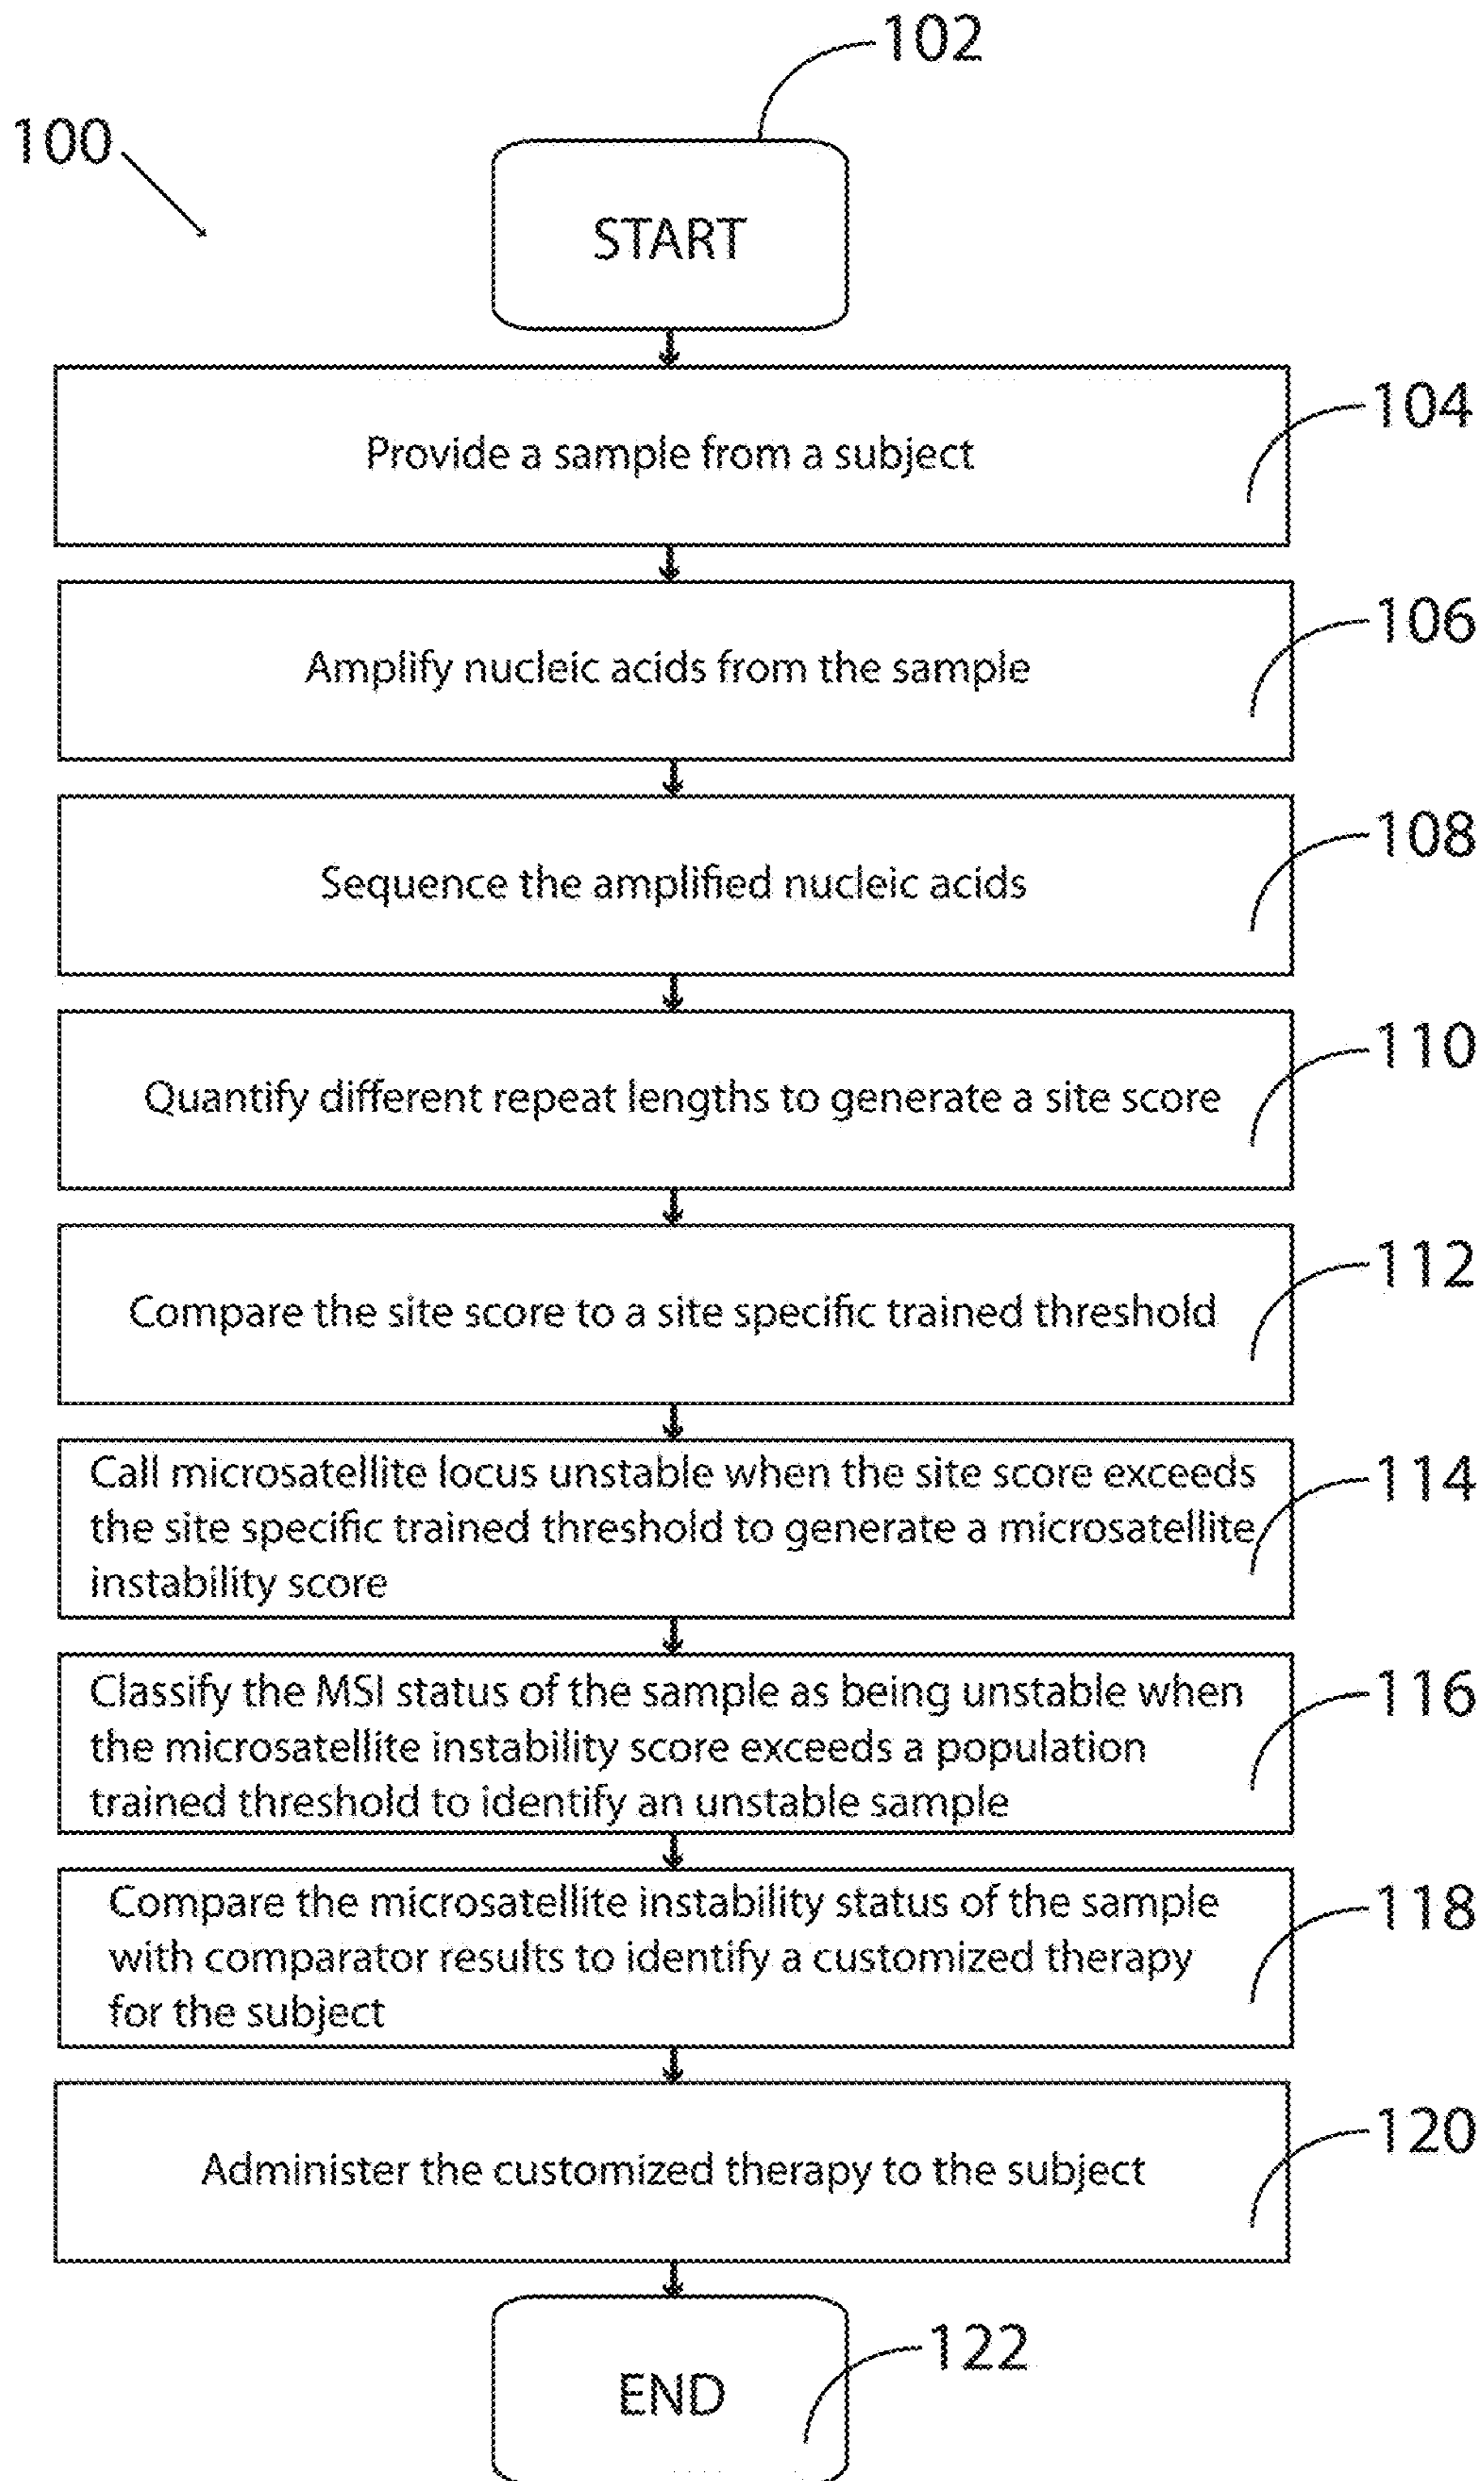 102
100
START
Provide a sample from a subject
104
Amplify nucleic acids from the sample
106
Sequence the amplified nucleic acids
108
Quantify different repeat lengths to generate a site score
110
Compare the site score to a site specific trained threshold
112
Call microsatellite locus unstable when the site score exceeds
the site specific trained threshold to generate a microsatellite
instability score
114
Classify the MSI status of the sample as being unstable when
the microsatellite instability score exceeds a population
trained threshold to identify an unstable sample
116
Compare the microsatellite instability status of the sample
with comparator results to identify a customized therapy
for the subject
118
Administer the customized therapy to the subject
120
END
122